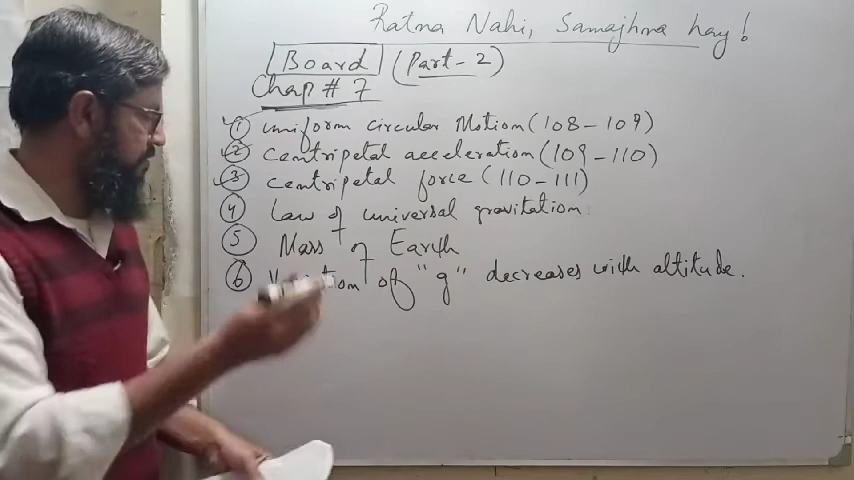 Ratna Nahi, Samajhna hay!
Board (Part-2)
Chap # 7
1 uniform circular Motion (108-109)
2 centripetal acceleration (109-110)
3 centripetal force (110-111)
4 Law of universal gravitation
5 Mass of Earth
6 of "g" decreases with altitude.